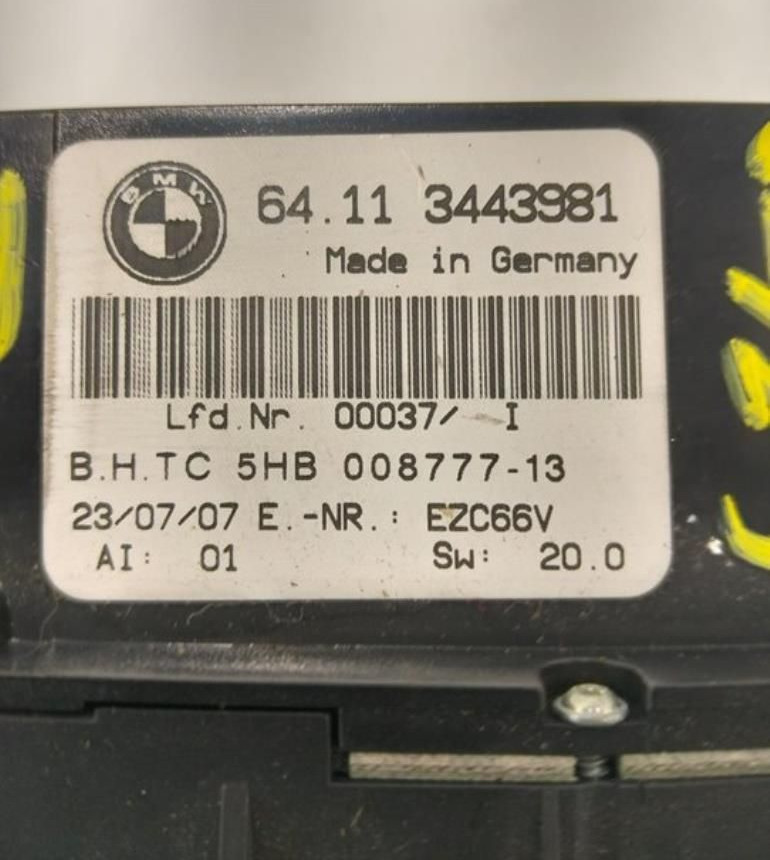 BMW
64.11 3443981
Made in Germany
Lfd.Nr. 00037/ I
B.H.TC 5HB 008777-13
23/07/07 E.-NR.: EZC66V
AI: 01 Sw: 20.0